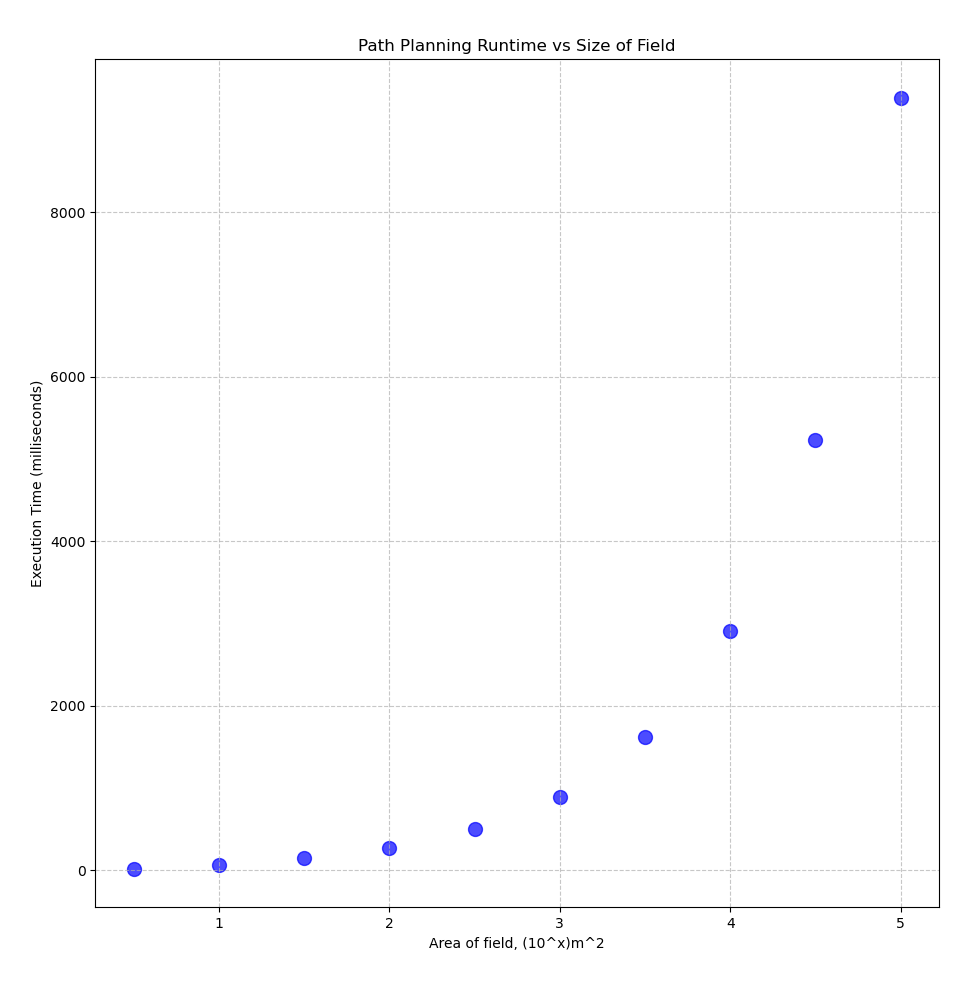 Path Planning Runtime vs Size of Field
Execution Time (milliseconds)
8000
6000
4000
2000
0
1 2 3 4 5
Area of field, (10^x)m^2